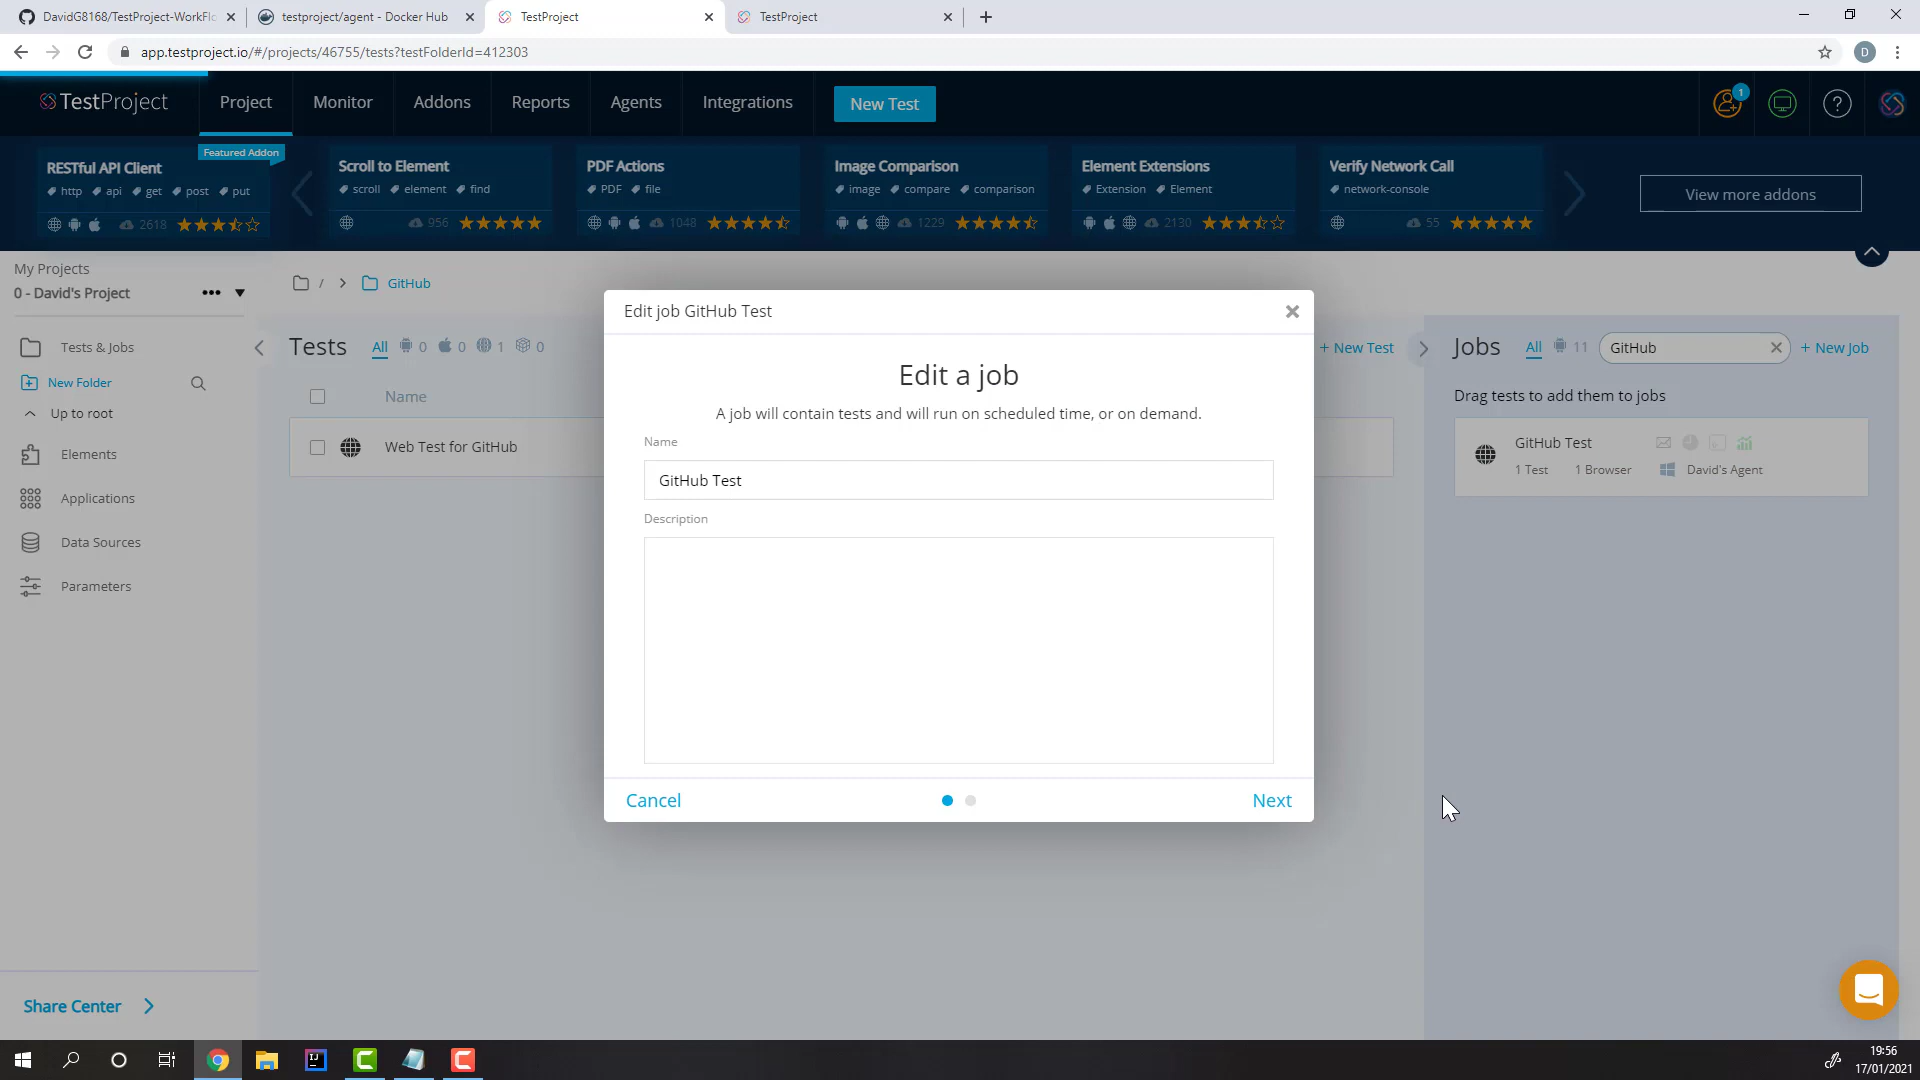 DavidG8168/TestProject-WorkFlo
testproject/agent - Docker Hub
TestProject
TestProject
app.testproject.io/#/projects/46755/tests?testFolderId=412303
D
TestProject
Project
Monitor
Addons
Reports
Agents
Integrations
New Test
1
?
Featured Addon
RESTful API Client
http api get post put
2618
Scroll to Element
scroll element find
956
PDF Actions
PDF file
1048
Image Comparison
image compare comparison
1229
Element Extensions
Extension Element
2130
Verify Network Call
network-console
55
View more addons
My Projects
0 - David's Project
/ > GitHub
Tests & Jobs
New Folder
Up to root
Elements
Applications
Data Sources
Parameters
Share Center
Tests
All 0 0 1 0
+ New Test
Name
Web Test for GitHub
Edit job GitHub Test
Edit a job
A job will contain tests and will run on scheduled time, or on demand.
Name
GitHub Test
Description
Cancel
Next
Jobs
All 11
GitHub
+ New Job
Drag tests to add them to jobs
GitHub Test
1 Test 1 Browser David's Agent
19:56
17/01/2021